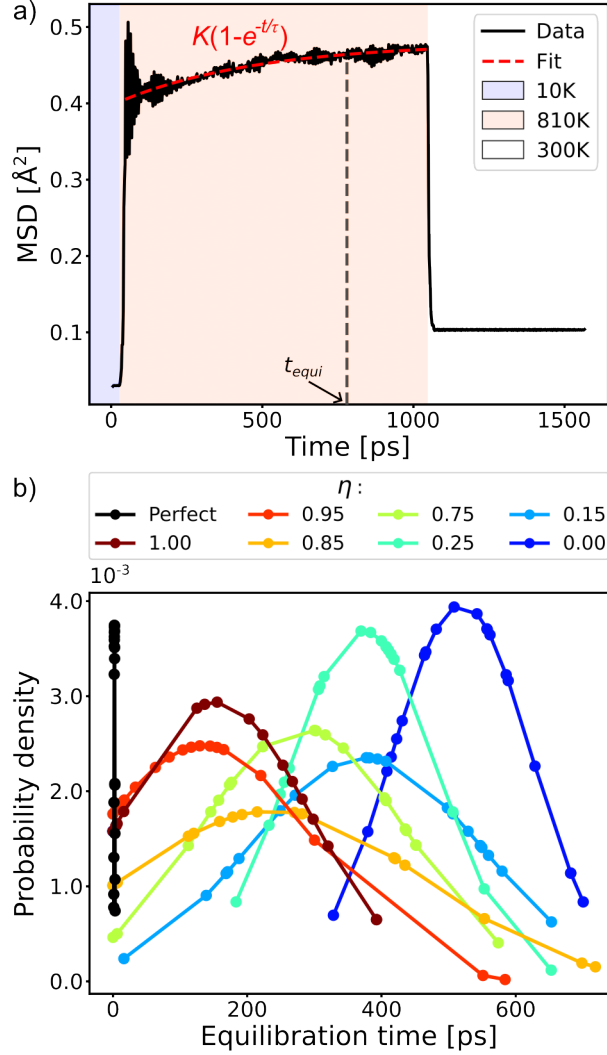 a)
0.5
0.4
0.3
0.2
0.1
MSD [Å²]
K(1-e^-t/τ)
Data
Fit
10K
810K
300K
t_equi
0 500 1000 1500
Time [ps]
b)
η :
Perfect 0.95 0.75 0.15
1.00 0.85 0.25 0.00
10⁻³
4.0
3.0
2.0
1.0
0.0
Probability density
0 200 400 600
Equilibration time [ps]